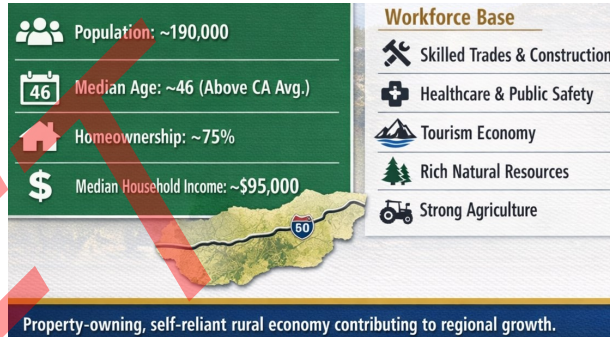 Population: ~190,000
46
Median Age: ~46 (Above CA Avg.)
Homeownership: ~75%
$
Median Household Income: ~$95,000
50
Workforce Base
Skilled Trades & Construction
Healthcare & Public Safety
Tourism Economy
Rich Natural Resources
Strong Agriculture
Property-owning, self-reliant rural economy contributing to regional growth.